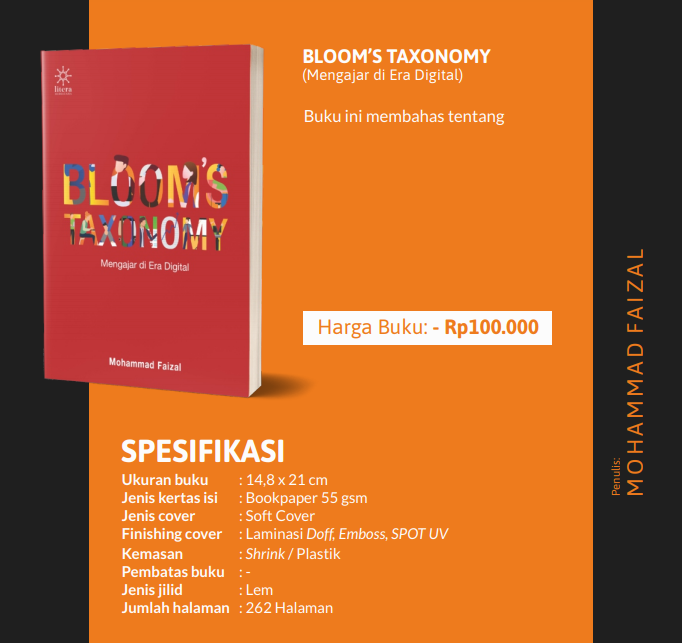 litera
BLOOM'S
TAXONOMY
Mengajar di Era Digital
Mohammad Faizal
BLOOM'S TAXONOMY
(Mengajar di Era Digital)
Buku ini membahas tentang
Harga Buku: - Rp100.000
Penulis:
MOHAMMAD FAIZAL
SPESIFIKASI
Ukuran buku : 14,8 x 21 cm
Jenis kertas isi : Bookpaper 55 gsm
Jenis cover : Soft Cover
Finishing cover : Laminasi Doff, Emboss, SPOT UV
Kemasan : Shrink / Plastik
Pembatas buku : -
Jenis jilid : Lem
Jumlah halaman : 262 Halaman